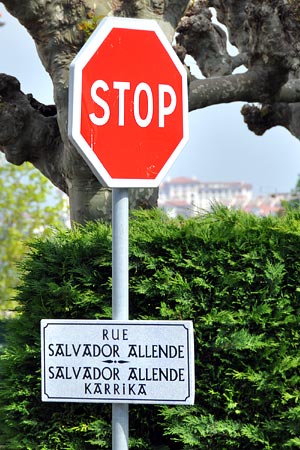 STOP
RUE
SALVADOR ALLENDE
SALVADOR ALLENDE
KARRIKA